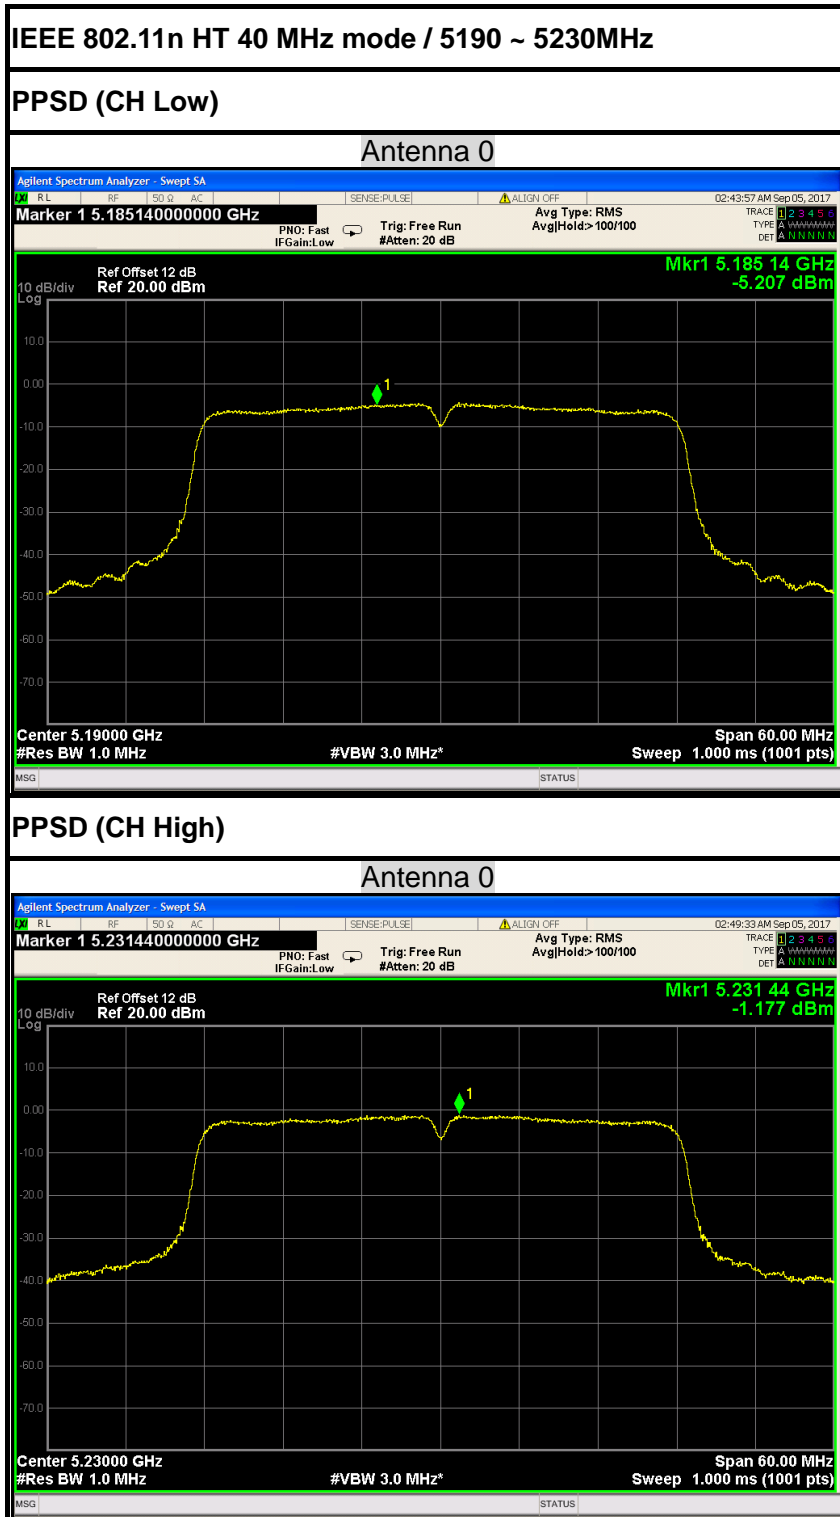 IEEE 802.11n HT 40 MHz mode / 5190 ~ 5230MHz
PPSD (CH Low)
Antenna 0
Agilent Spectrum Analyzer - Swept SA
LXI RL RF 50 Ω AC SENSE:PULSE ALIGN OFF 02:43:57 AM Sep 05, 2017
Marker 1 5.185140000000 GHz
PNO: Fast
IFGain:Low
Trig: Free Run
#Atten: 20 dB
Avg Type: RMS
Avg|Hold:>100/100
TRACE 1 2 3 4 5 6
TYPE A WWWWW
DET A N N N N N
Mkr1 5.185 14 GHz
-5.207 dBm
Ref Offset 12 dB
10 dB/div Ref 20.00 dBm
Log
1
10.0
0.00
-10.0
-20.0
-30.0
-40.0
-50.0
-60.0
-70.0
Center 5.19000 GHz Span 60.00 MHz
#Res BW 1.0 MHz #VBW 3.0 MHz* Sweep 1.000 ms (1001 pts)
MSG STATUS
PPSD (CH High)
Antenna 0
Agilent Spectrum Analyzer - Swept SA
LXI RL RF 50 Ω AC SENSE:PULSE ALIGN OFF 02:49:33 AM Sep 05, 2017
Marker 1 5.231440000000 GHz
PNO: Fast
IFGain:Low
Trig: Free Run
#Atten: 20 dB
Avg Type: RMS
Avg|Hold:>100/100
TRACE 1 2 3 4 5 6
TYPE A WWWWW
DET A N N N N N
Mkr1 5.231 44 GHz
-1.177 dBm
Ref Offset 12 dB
10 dB/div Ref 20.00 dBm
Log
1
10.0
0.00
-10.0
-20.0
-30.0
-40.0
-50.0
-60.0
-70.0
Center 5.23000 GHz Span 60.00 MHz
#Res BW 1.0 MHz #VBW 3.0 MHz* Sweep 1.000 ms (1001 pts)
MSG STATUS